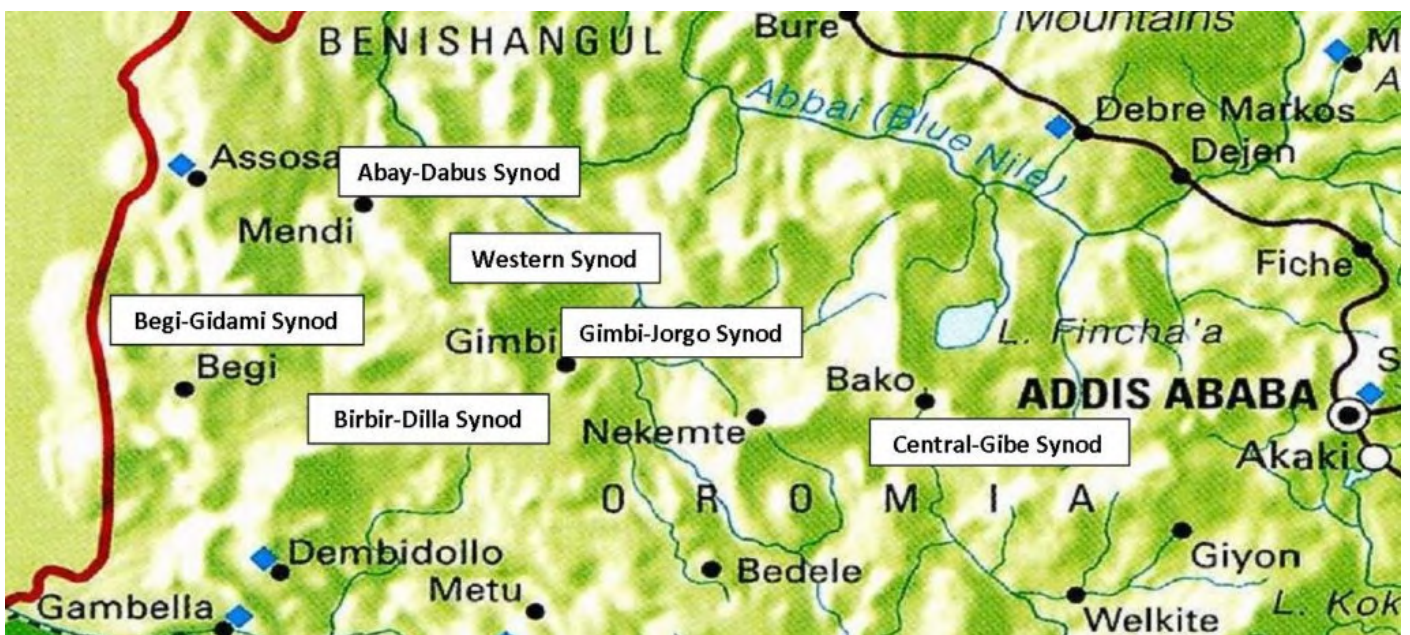 Mountains
BENISHANGUL
Bure
M
A
Abbai (Blue Nile)
Debre Markos
Dejen
Assosa
Abay-Dabus Synod
Mendi
Western Synod
Fiche
Begi-Gidami Synod
Gimbi
Gimbi-Jorgo Synod
L. Fincha'a
Begi
Bako
S
ADDIS ABABA
Birbir-Dilla Synod
Nekemte
Central-Gibe Synod
Akaki
OROMIA
Dembidollo
Bedele
Giyon
Metu
Gambella
Welkite
L. Kok